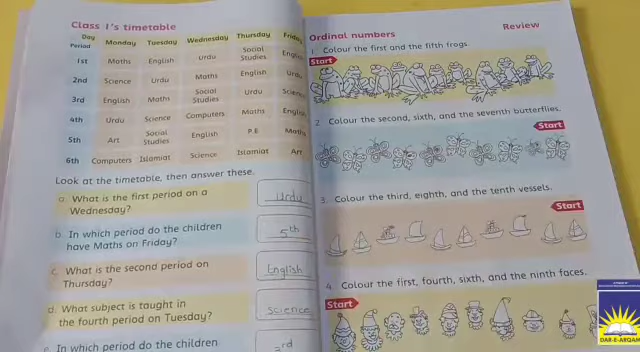 Class 1's timetable
Day Period Monday Tuesday Wednesday Thursday Friday
1st Maths English Urdu Social Studies English
2nd Science Urdu Maths English Urdu
3rd English Maths Social Studies Urdu Science
4th Urdu Science Computers Maths English
5th Art Social Studies English P.E Maths
6th Computers Islamiat Science Islamiat Art
Look at the timetable, then answer these.
a. What is the first period on a
Wednesday?
Urdu
b. In which period do the children
have Maths on Friday?
5th
c. What is the second period on
Thursday?
English
d. What subject is taught in
the fourth period on Tuesday?
Science
In which period do the children
3rd
Review
Ordinal numbers
1. Colour the first and the fifth frogs.
Start
2 Colour the second, sixth, and the seventh butterflies.
Start
3. Colour the third, eighth, and the tenth vessels.
Start
4 Colour the first, fourth, sixth, and the ninth faces.
Start
DAR-E-ARQAM